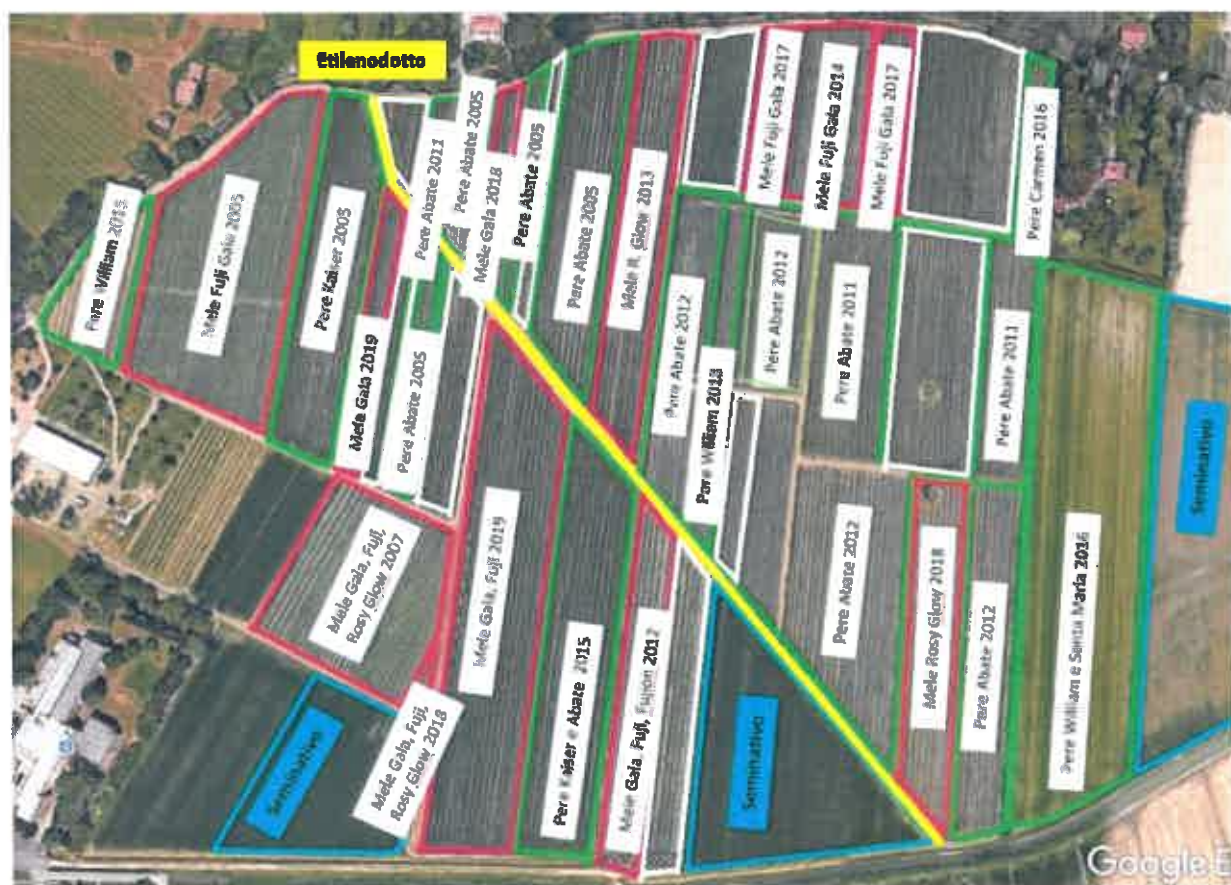 Etilenodotto
Pere William 2015
Mele Fuji Gala 2005
Pere Kaiser 2005
Mele Gala 2019
Pere Abate 2005
Pere Abate 2011
Pere Abate 2005
Mele Gala 2018
Pere Abate 2005
Pere Abate 2005
Mele R. Glow 2013
Mele Fuji Gala 2017
Mele Fuji Gala 2014
Mele Fuji Gala 2017
Pere Carmen 2016
Pere Abate 2012
Pere William 2013
Pere Abate 2012
Pere Abate 2011
Pere Abate 2011
Mele Gala, Fuji,
Rosy Glow 2007
Mele Gala, Fuji 2019
Mele Gala, Fuji,
Rosy Glow 2018
Seminativo
Pere Kaiser e Abate 2015
Mele Gala, Fuji, Fujion 2012
Seminativo
Pere Abate 2012
Mele Rosy Glow 2018
Pere Abate 2012
Pere William e Santa Maria 2016
Seminativo
Google